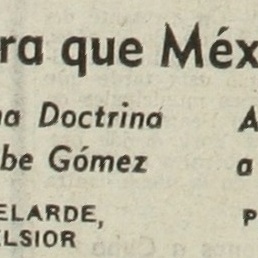 ra que Méx
na Doctrina A
be Gómez a
ELARDE, P
ELSIOR